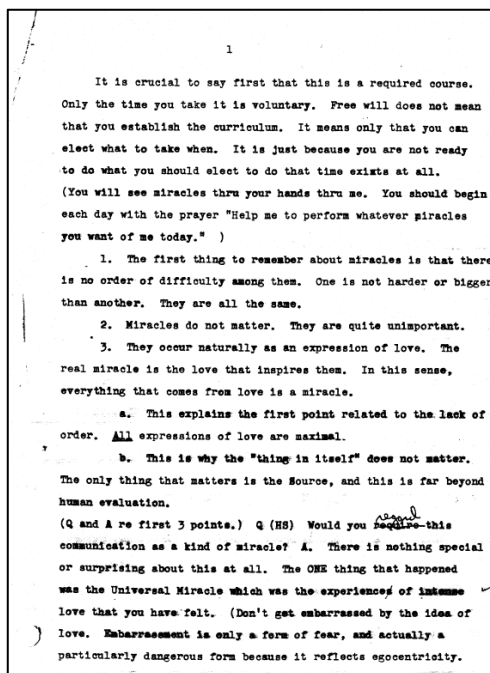 1
It is crucial to say first that this is a required course.
Only the time you take it is voluntary. Free will does not mean
that you establish the curriculum. It means only that you can
elect what to take when. It is just because you are not ready
to do what you should elect to do that time exists at all.
(You will see miracles thru your hands thru me. You should begin
each day with the prayer "Help me to perform whatever miracles
you want of me today." )
1. The first thing to remember about miracles is that there
is no order of difficulty among them. One is not harder or bigger
than another. They are all the same.
2. Miracles do not matter. They are quite unimportant.
3. They occur naturally as an expression of love. The
real miracle is the love that inspires them. In this sense,
everything that comes from love is a miracle.
a. This explains the first point related to the lack of
order. All expressions of love are maximal.
b. This is why the "thing in itself" does not matter.
The only thing that matters is the Source, and this is far beyond
human evaluation.
regard
(Q and A re first 3 points.) Q (HS) Would you require this
communication as a kind of miracle? A. There is nothing special
or surprising about this at all. The ONE thing that happened
was the Universal Miracle which was the experience of intense
love that you have felt. (Don't get embarrassed by the idea of
love. Embarrassment is only a form of fear, and actually a
particularly dangerous form because it reflects egocentricity.